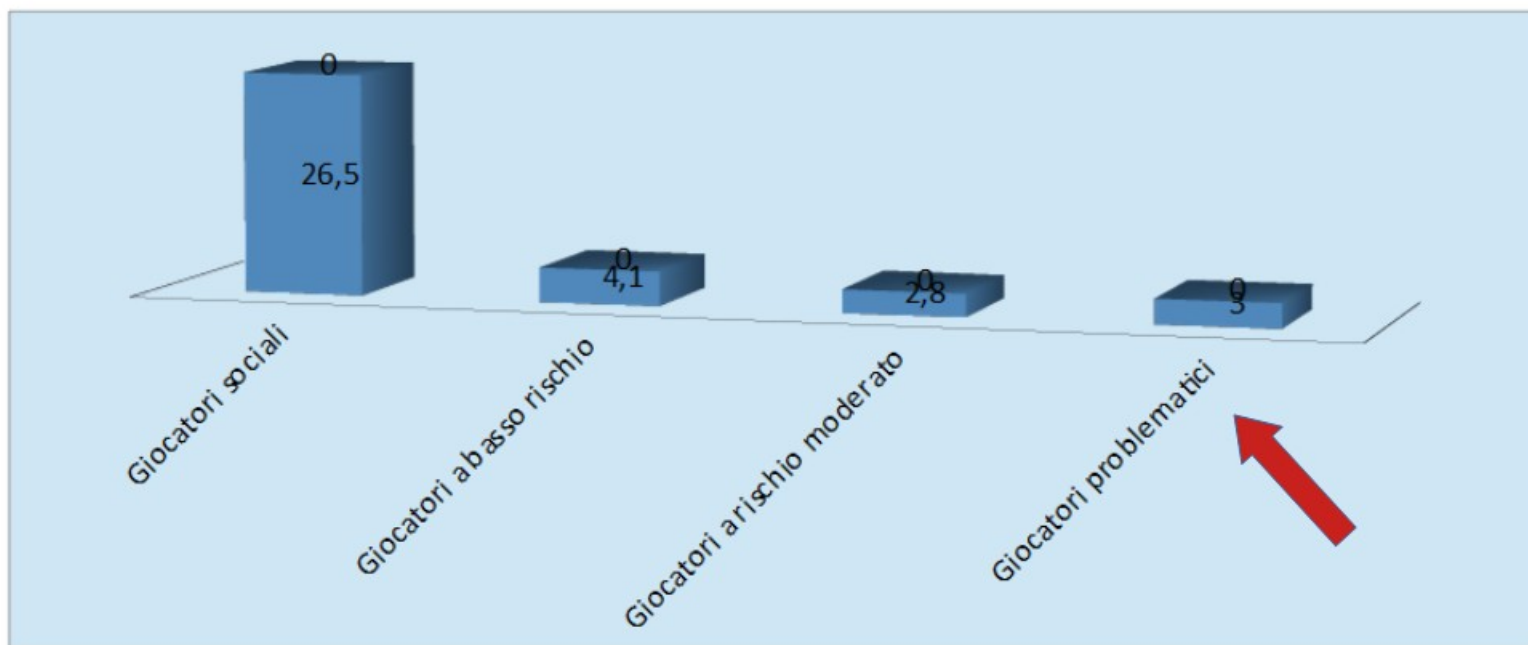 0
26,5
0
4,1
0
2,8
0
3
Giocatori sociali
Giocatori a basso rischio
Giocatori a rischio moderato
Giocatori problematici